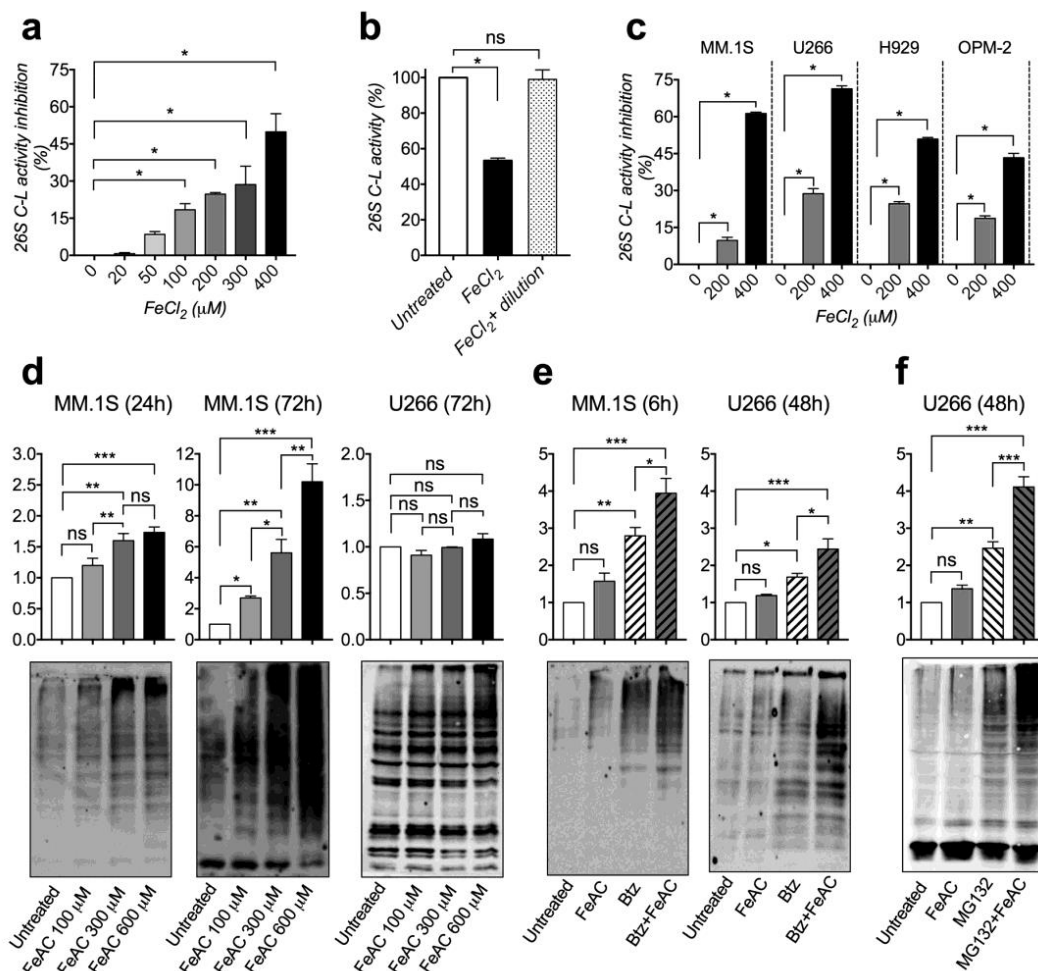 a
26S C-L activity inhibition
(%)
75
60
45
30
15
0
*
*
*
*
0
20
50
100
200
300
400
FeCl₂ (μM)
b
26S C-L activity (%)
100
80
60
40
20
0
ns
*
Untreated
FeCl₂
FeCl₂+ dilution
c
MM.1S U266 H929 OPM-2
26S C-L activity inhibition
(%)
75
60
45
30
15
0
*
*
*
*
*
*
*
*
0 200 400 0 200 400 0 200 400 0 200 400
FeCl₂ (μM)
d
MM.1S (24h)
2.0
1.5
1.0
0.5
0.0
***
**
ns
ns
**
Untreated
FeAC 100 μM
FeAC 300 μM
FeAC 600 μM
MM.1S (72h)
14
12
10
8
6
4
2
0
***
**
**
*
*
Untreated
FeAC 100 μM
FeAC 300 μM
FeAC 600 μM
U266 (72h)
2.0
1.5
1.0
0.5
0.0
ns
ns
ns
ns
ns
Untreated
FeAC 100 μM
FeAC 300 μM
FeAC 600 μM
e
MM.1S (6h)
5
4
3
2
1
0
***
*
**
ns
Untreated
FeAC
Btz
Btz+FeAC
U266 (48h)
5
4
3
2
1
0
***
*
*
ns
Untreated
FeAC
Btz
Btz+FeAC
f
U266 (48h)
5
4
3
2
1
0
***
***
**
ns
Untreated
FeAC
MG132
MG132+FeAC